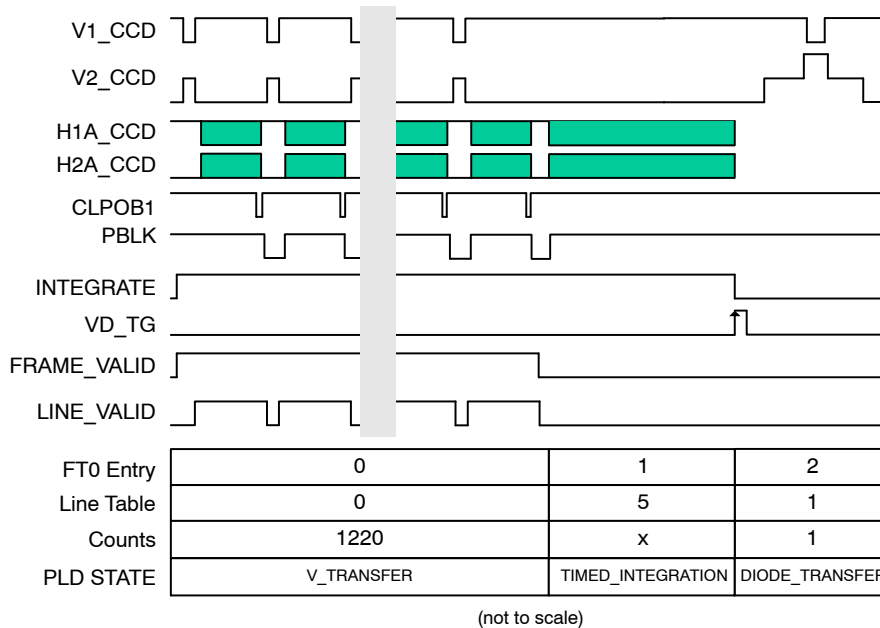 V1_CCD
V2_CCD
H1A_CCD
H2A_CCD
CLPOB1
PBLK
INTEGRATE
VD_TG
FRAME_VALID
LINE_VALID
FT0 Entry 0 1 2
Line Table 0 5 1
Counts 1220 x 1
PLD STATE V_TRANSFER TIMED_INTEGRATION DIODE_TRANSFER
(not to scale)